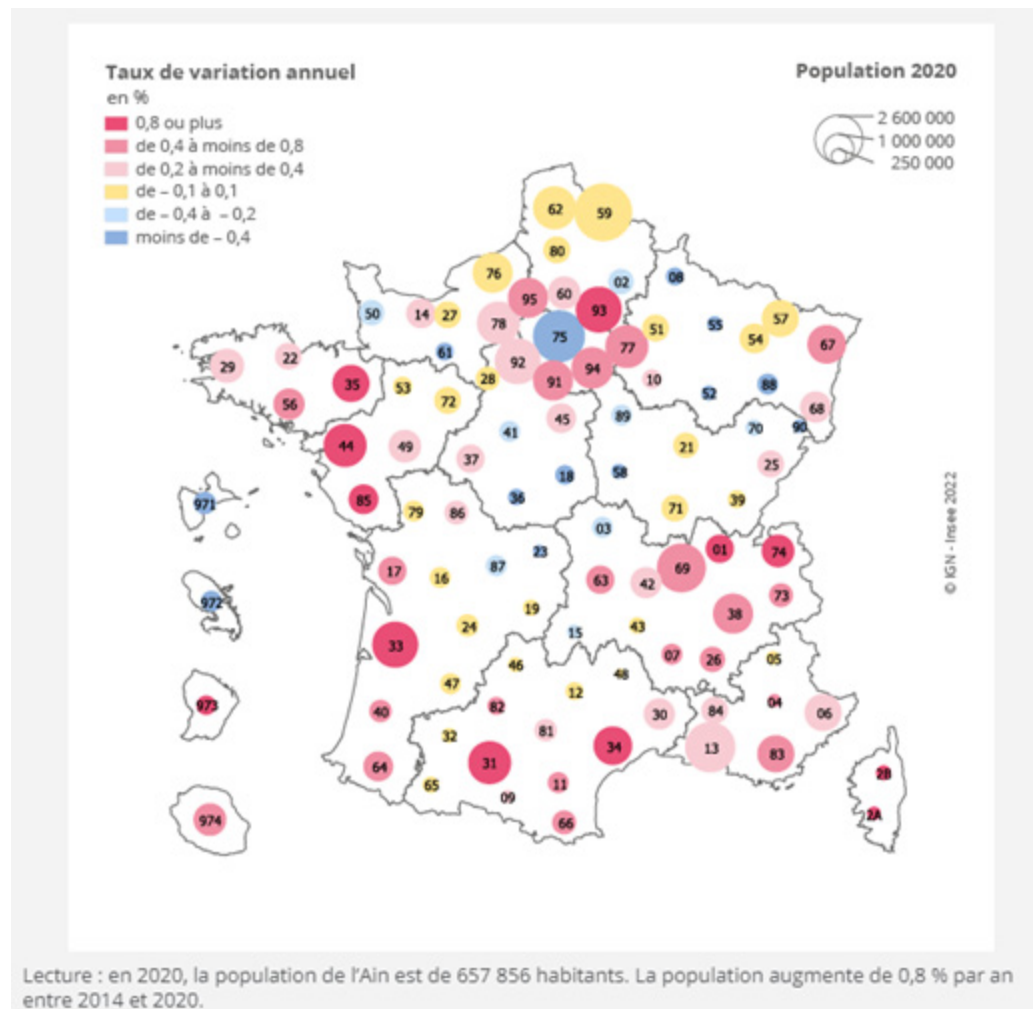 Taux de variation annuel
en %
0,8 ou plus
de 0,4 à moins de 0,8
de 0,2 à moins de 0,4
de – 0,1 à 0,1
de – 0,4 à – 0,2
moins de – 0,4
Population 2020
2 600 000
1 000 000
250 000
62 59
80
76 02 08
95 60
50 14 27 93 57
78 75 51 55 54 67
29 22 61 92 77
35 53 28 91 94 10 88
56 72 52 68
45 89 70 90
44 49 41 21
37 25
18 58
971 85 36 39
79 86 71
03
23 01 74
17 87 69
16 63 42 73
972 19 38
24 43
33 15
07 26 05
46
47 48
12 04
973 40 82 30 84 06
32 81
34 13 83
64 31
65 11 2B
09
974 66 2A
© IGN - Insee 2022
Lecture : en 2020, la population de l’Ain est de 657 856 habitants. La population augmente de 0,8 % par an
entre 2014 et 2020.